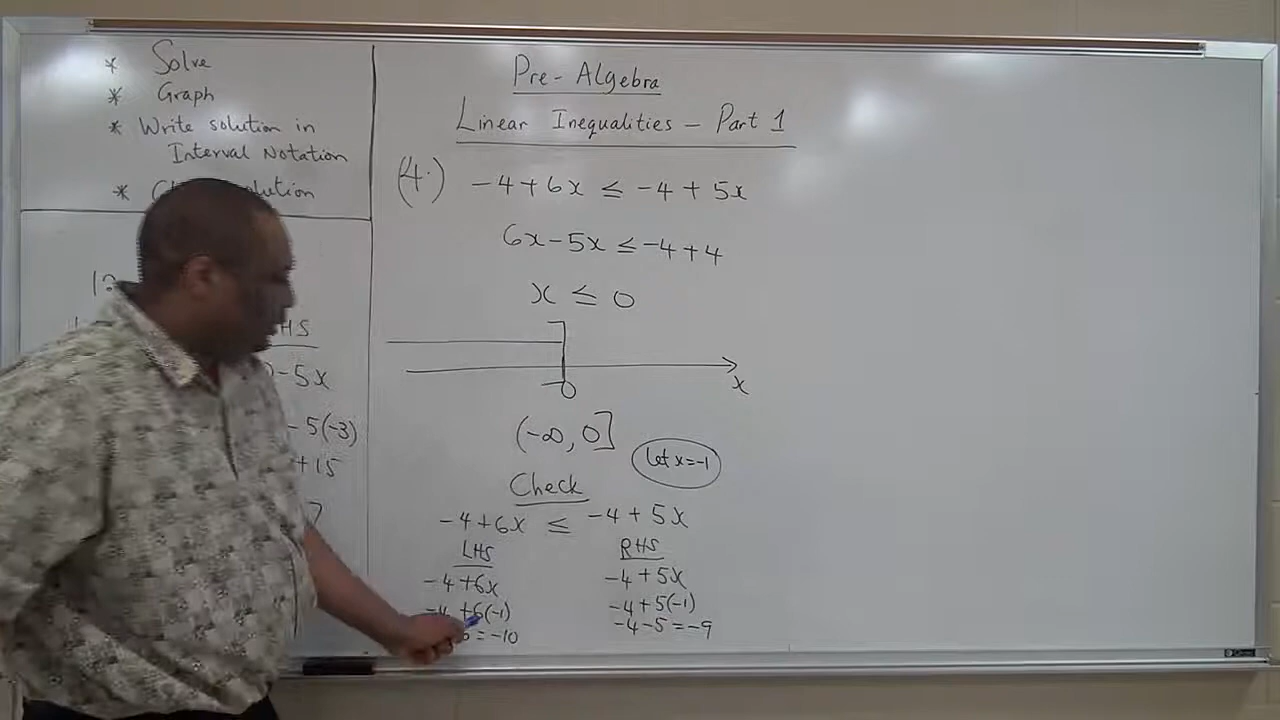 * Solve
* Graph
* Write solution in
Interval Notation
*
HS
- 5x
- 5(-3)
+15
Pre-Algebra
Linear Inequalities - Part 1
(4.) -4+6x ≤ -4+5x
6x-5x ≤ -4+4
x ≤ 0
0
x
(-∞, 0]
let x=-1
Check
-4+6x ≤ -4+5x
LHS RHS
-4+6x -4+5x
-4+6(-1) -4+5(-1)
=-10 -4-5=-9